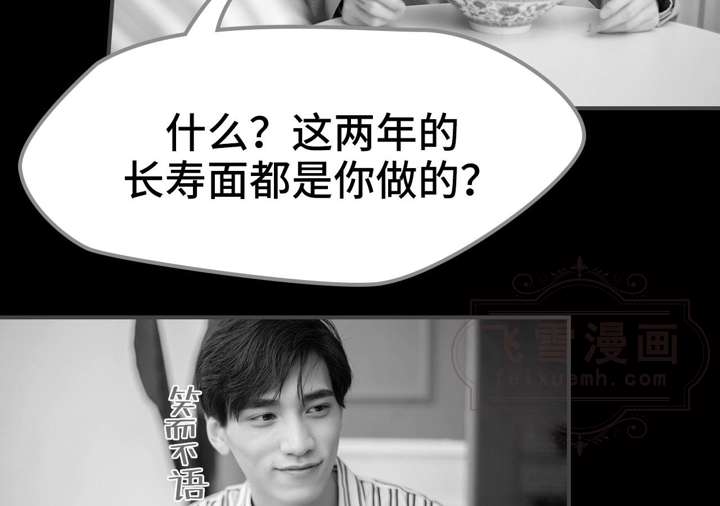 什么？这两年的
长寿面都是你做的？
飞雪漫画
feixuemh.com
笑而不语